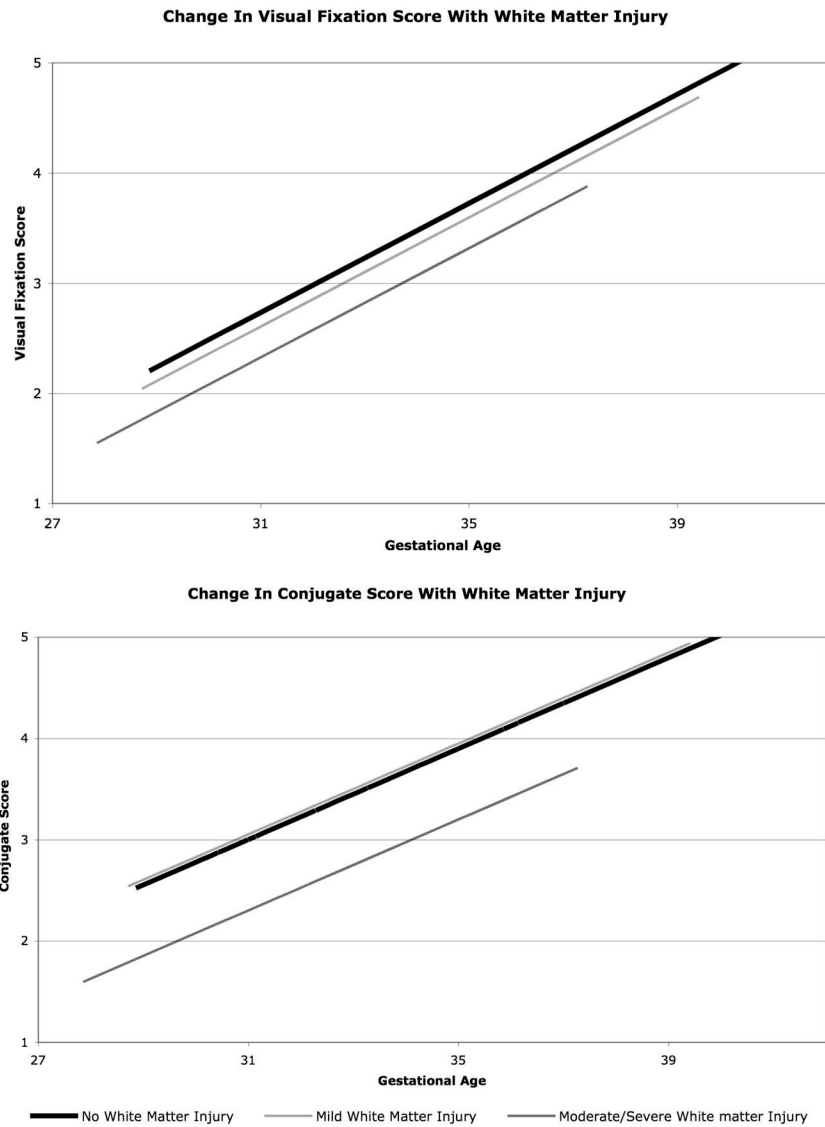 Change In Visual Fixation Score With White Matter Injury
5
4
3
2
1
Visual Fixation Score
27 31 35 39
Gestational Age
Change In Conjugate Score With White Matter Injury
5
4
3
2
1
Conjugate Score
27 31 35 39
Gestational Age
No White Matter Injury Mild White Matter Injury Moderate/Severe White matter Injury